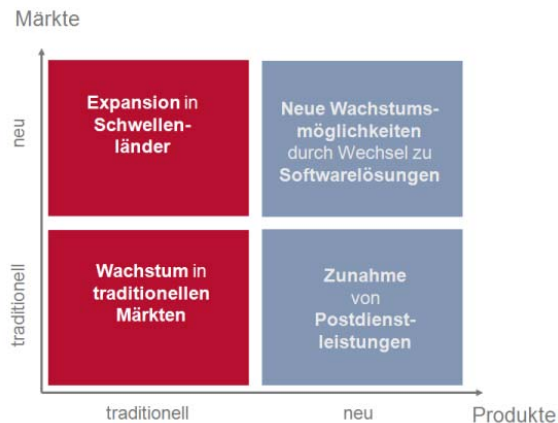 Märkte
neu
Expansion in
Schwellen-
länder
Neue Wachstums-
möglichkeiten
durch Wechsel zu
Softwarelösungen
traditionell
Wachstum in
traditionellen
Märkten
Zunahme
von
Postdienst-
leistungen
traditionell
neu
Produkte